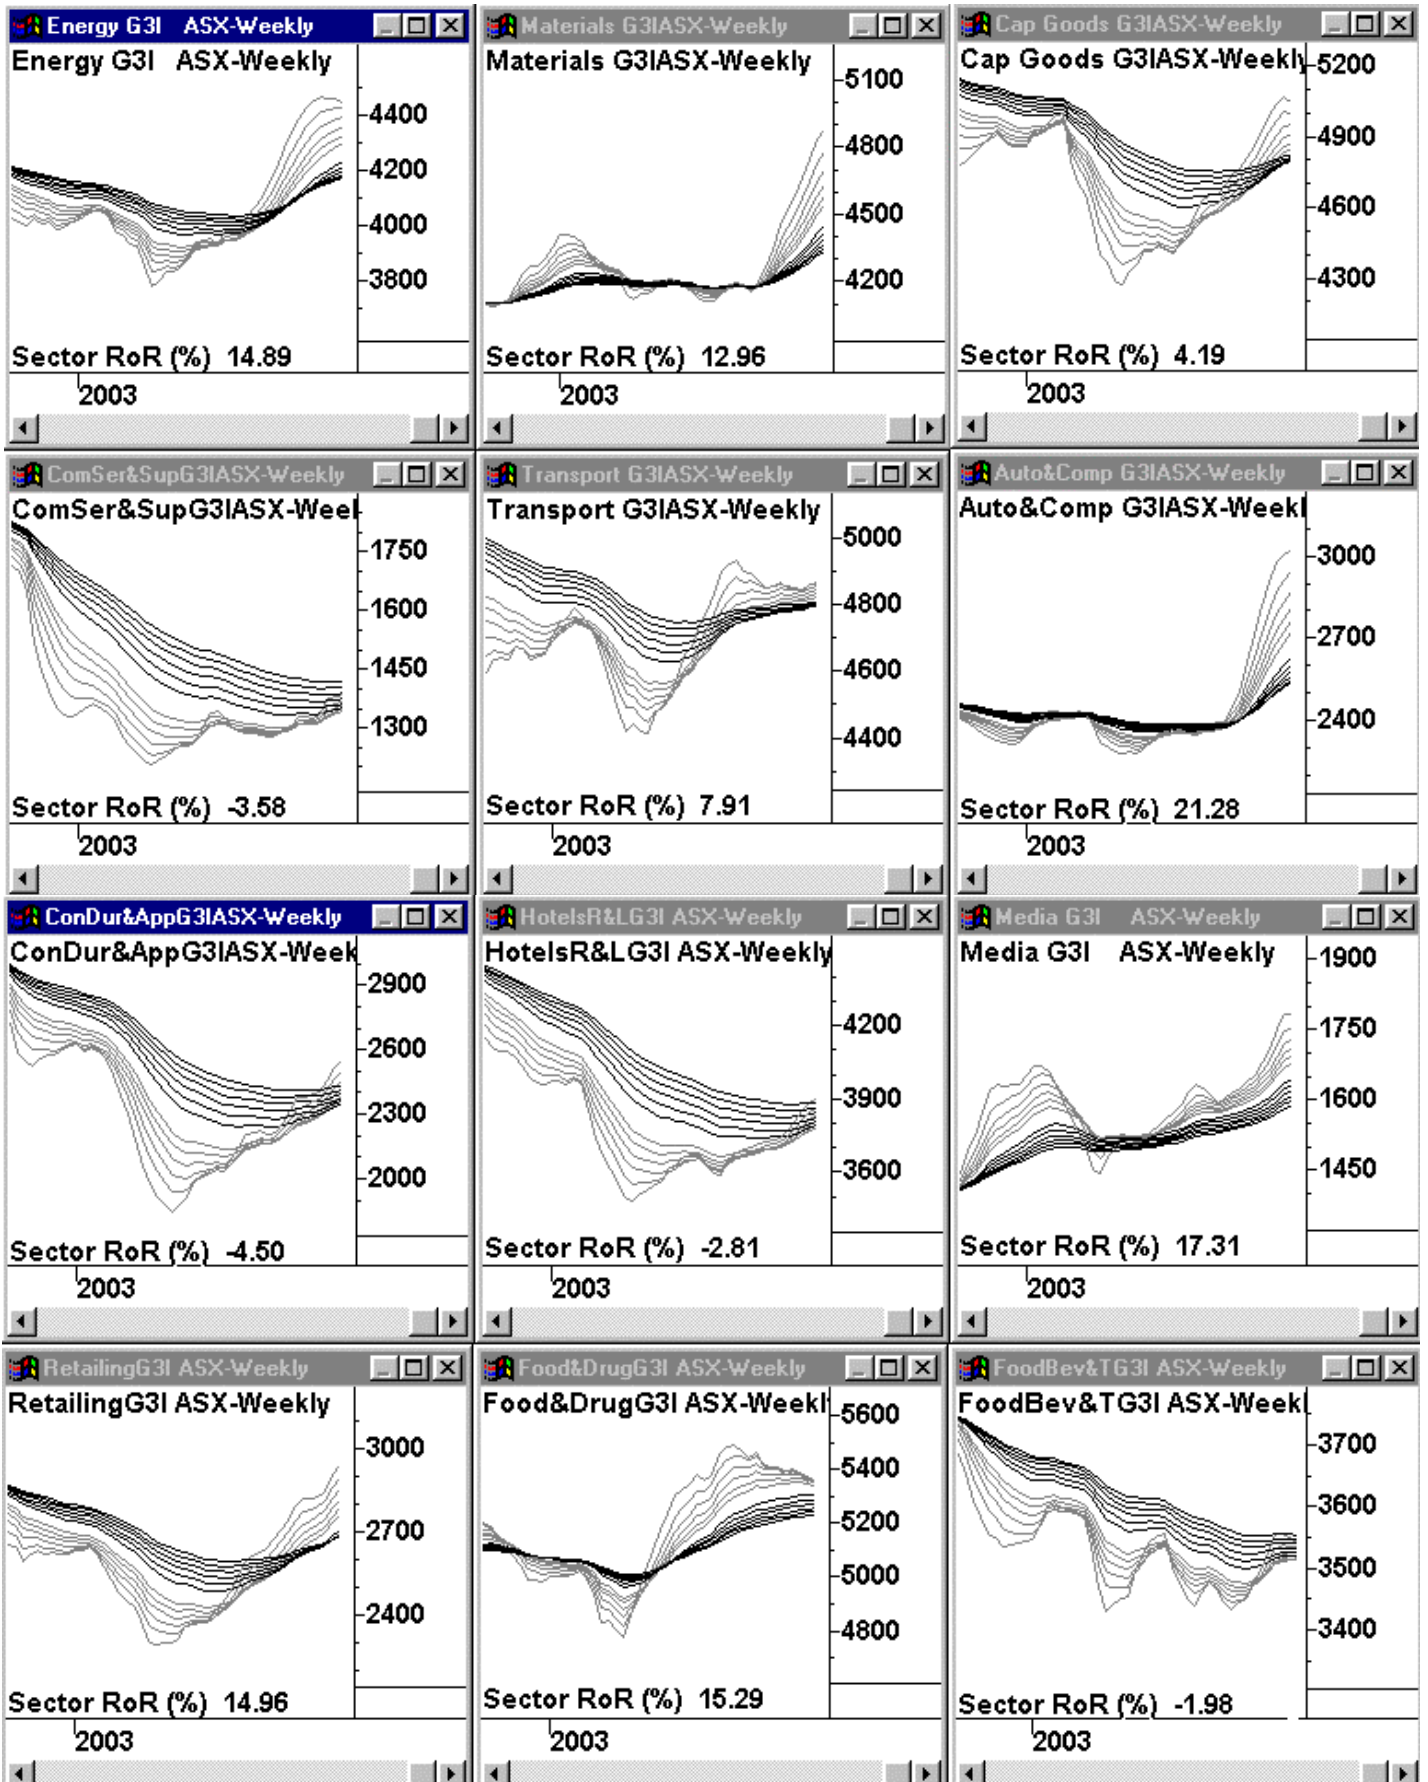 Energy G3I ASX-Weekly
Energy G3I ASX-Weekly
4400
4200
4000
3800
Sector RoR (%) 14.89
2003
Materials G3IASX-Weekly
Materials G3IASX-Weekly
5100
4800
4500
4200
Sector RoR (%) 12.96
2003
Cap Goods G3IASX-Weekly
Cap Goods G3IASX-Weekly
5200
4900
4600
4300
Sector RoR (%) 4.19
2003
ComSer&SupG3IASX-Weekly
ComSer&SupG3IASX-Weel
1750
1600
1450
1300
Sector RoR (%) -3.58
2003
Transport G3IASX-Weekly
Transport G3IASX-Weekly
5000
4800
4600
4400
Sector RoR (%) 7.91
2003
Auto&Comp G3IASX-Weekly
Auto&Comp G3IASX-Weekl
3000
2700
2400
Sector RoR (%) 21.28
2003
ConDur&AppG3IASX-Weekly
ConDur&AppG3IASX-Week
2900
2600
2300
2000
Sector RoR (%) -4.50
2003
HotelsR&LG3I ASX-Weekly
HotelsR&LG3I ASX-Weekly
4200
3900
3600
Sector RoR (%) -2.81
2003
Media G3I ASX-Weekly
Media G3I ASX-Weekly
1900
1750
1600
1450
Sector RoR (%) 17.31
2003
RetailingG3I ASX-Weekly
RetailingG3I ASX-Weekly
3000
2700
2400
Sector RoR (%) 14.96
2003
Food&DrugG3I ASX-Weekly
Food&DrugG3I ASX-Weekl
5600
5400
5200
5000
4800
Sector RoR (%) 15.29
2003
FoodBev&TG3I ASX-Weekly
FoodBev&TG3I ASX-Weekl
3700
3600
3500
3400
Sector RoR (%) -1.98
2003